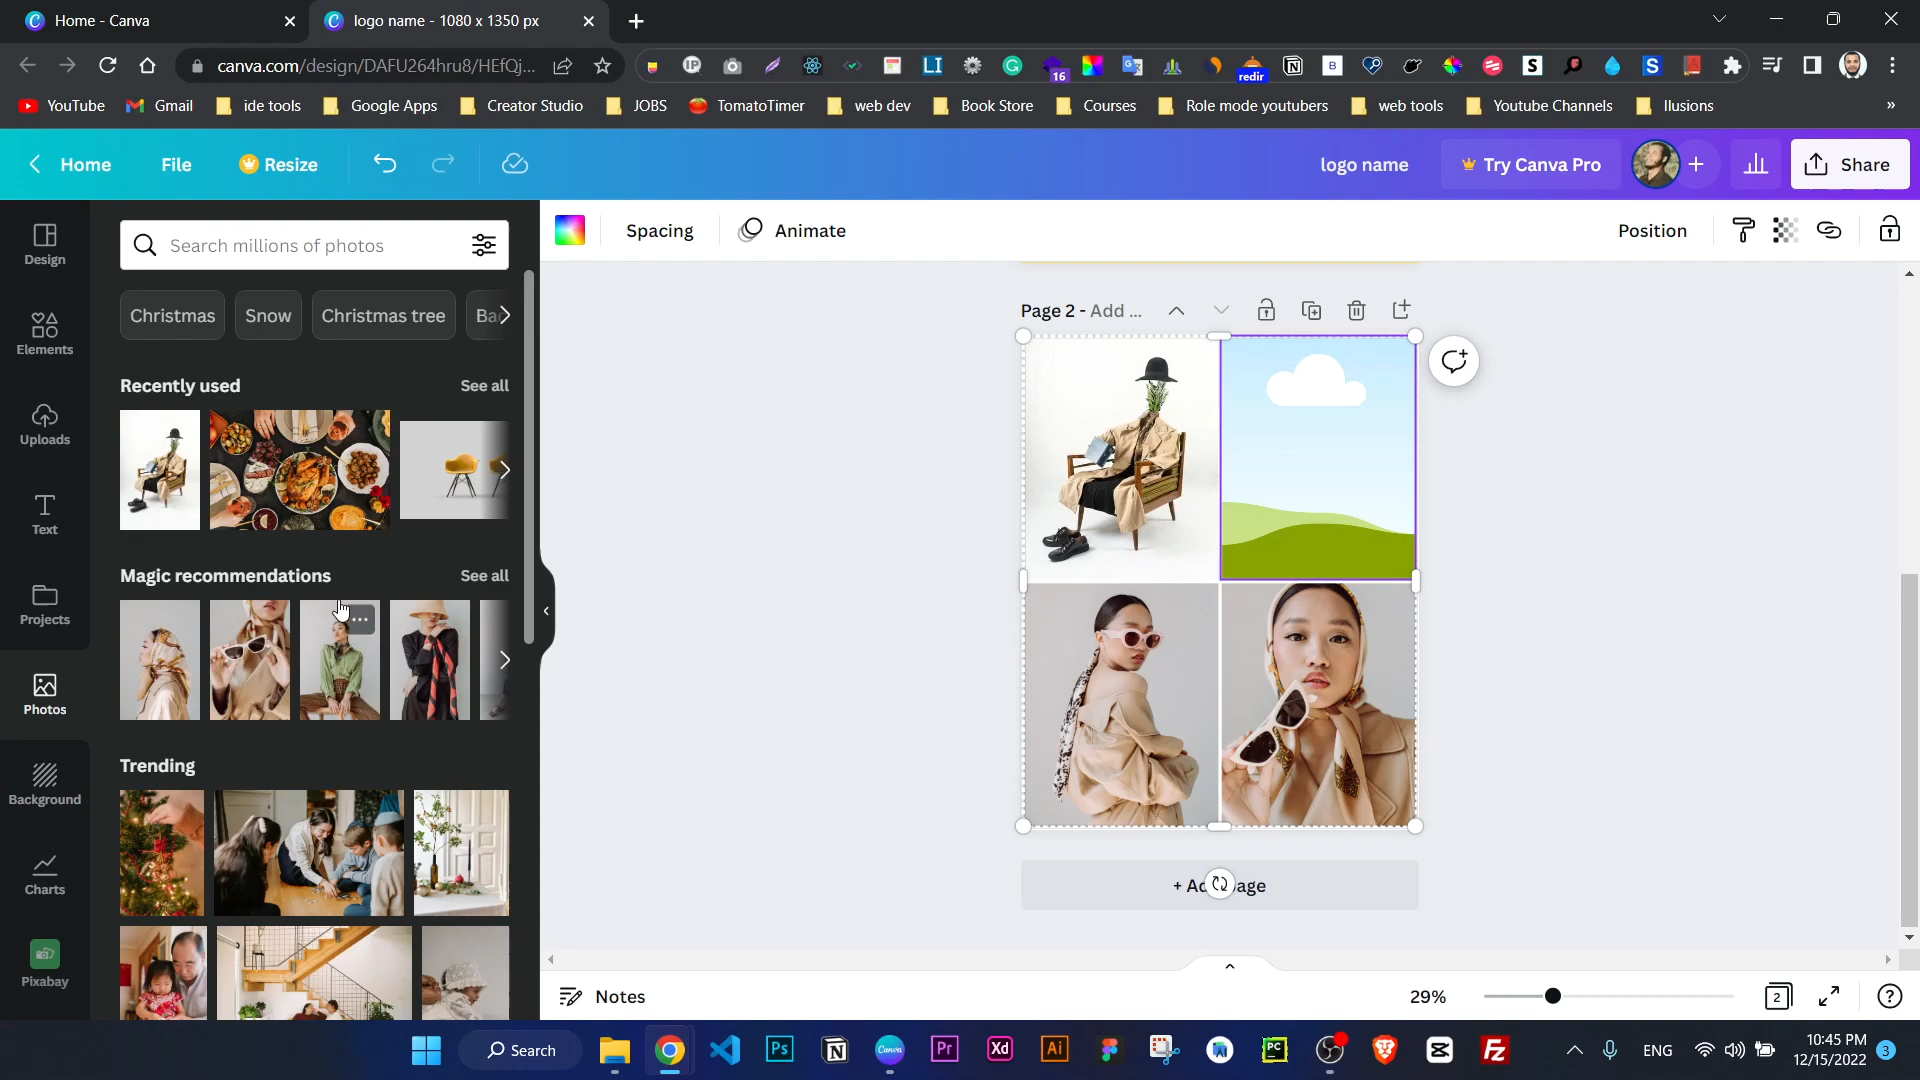 Home - Canva
logo name - 1080 x 1350 px
canva.com/design/DAFU264hru8/HEfQj...
16
redir
YouTube
Gmail
ide tools
Google Apps
Creator Studio
JOBS
TomatoTimer
web dev
Book Store
Courses
Role mode youtubers
web tools
Youtube Channels
Ilusions
Home
File
Resize
logo name
Try Canva Pro
Share
Design
Elements
Uploads
Text
Projects
Photos
Background
Charts
Pixabay
Search millions of photos
Christmas
Snow
Christmas tree
Recently used
See all
Magic recommendations
See all
Trending
Spacing
Animate
Position
Page 2 - Add ...
Notes
29%
2
Search
ENG
10:45 PM
12/15/2022
3